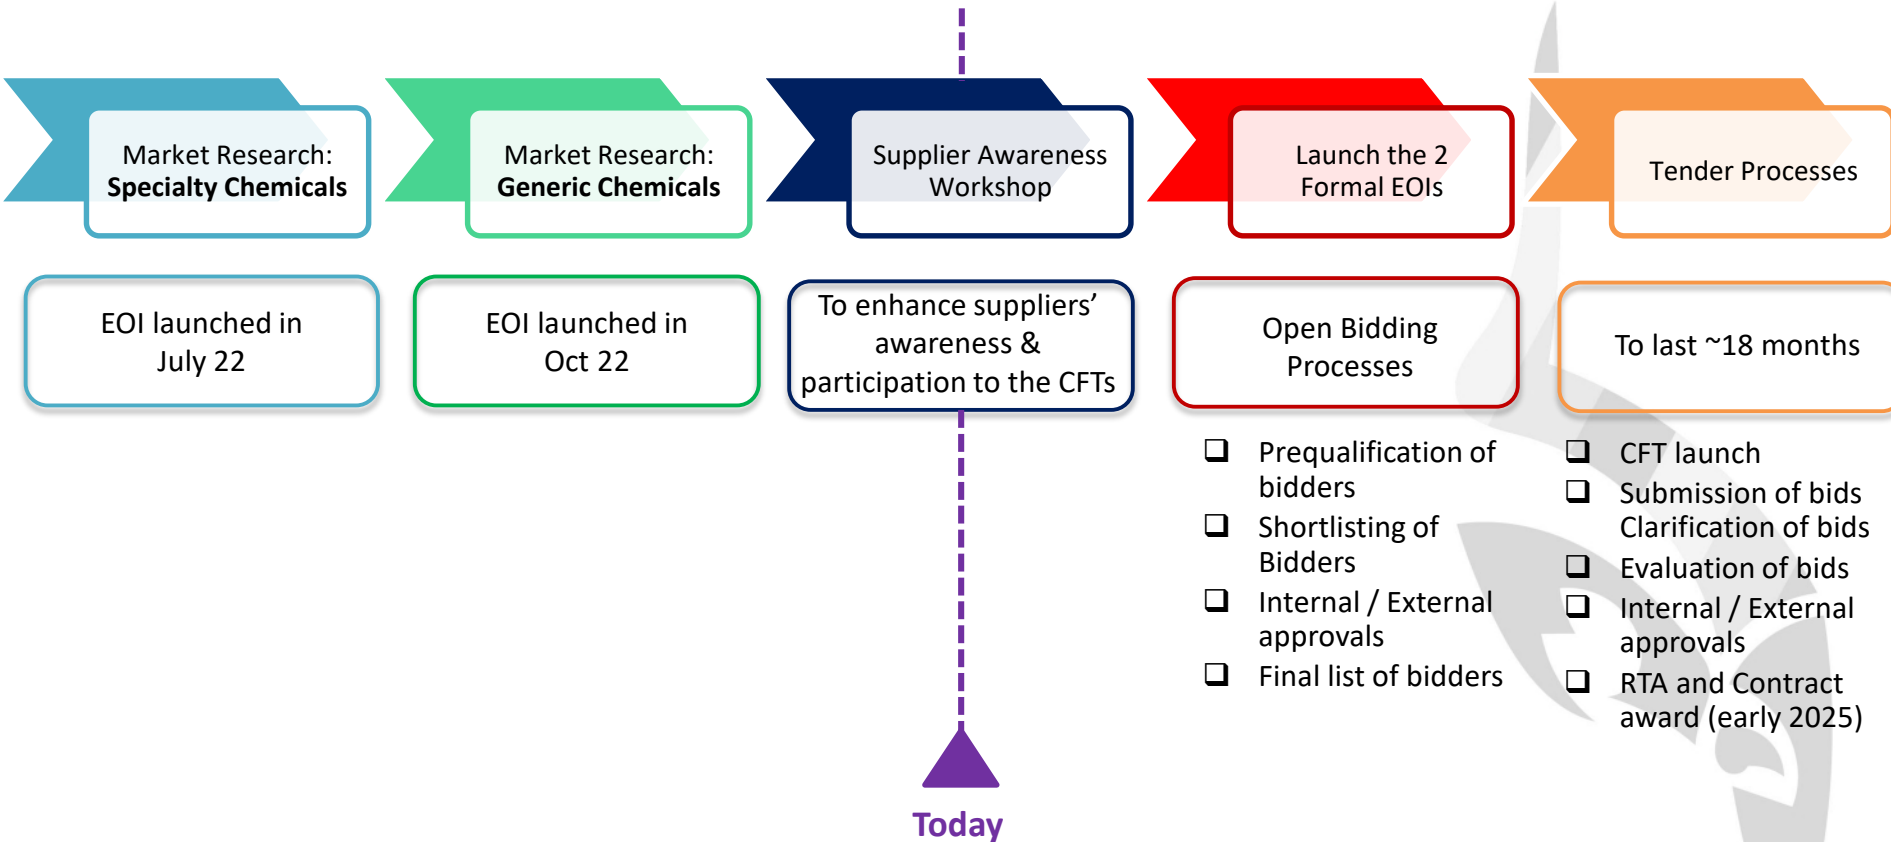 Market Research:
Specialty Chemicals
Market Research:
Generic Chemicals
Supplier Awareness
Workshop
Launch the 2
Formal EOIs
Tender Processes
EOI launched in
July 22
EOI launched in
Oct 22
To enhance suppliers’
awareness &
participation to the CFTs
Open Bidding
Processes
To last ~18 months
❑ Prequalification of
bidders
❑ Shortlisting of
Bidders
❑ Internal / External
approvals
❑ Final list of bidders
❑ CFT launch
❑ Submission of bids
Clarification of bids
❑ Evaluation of bids
❑ Internal / External
approvals
❑ RTA and Contract
award (early 2025)
Today